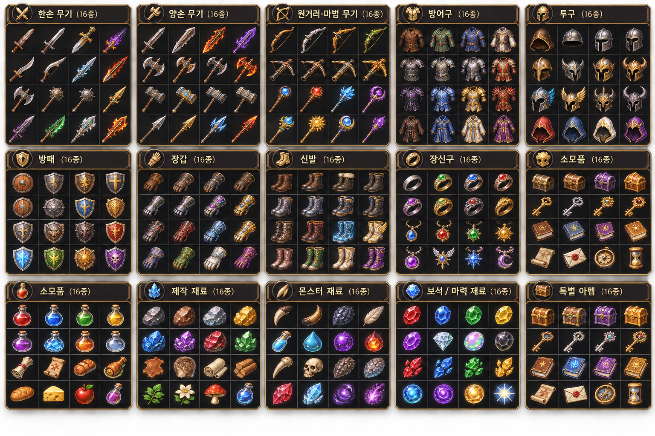 한손 무기 (16종)
양손 무기 (16종)
원거리·마법 무기 (16종)
방어구 (16종)
투구 (16종)
방패 (16종)
장갑 (16종)
신발 (16종)
장신구 (16종)
소모품 (16종)
소모품 (16종)
제작 재료 (16종)
몬스터 재료 (16종)
보석 / 마력 재료 (16종)
특별 아템 (16종)